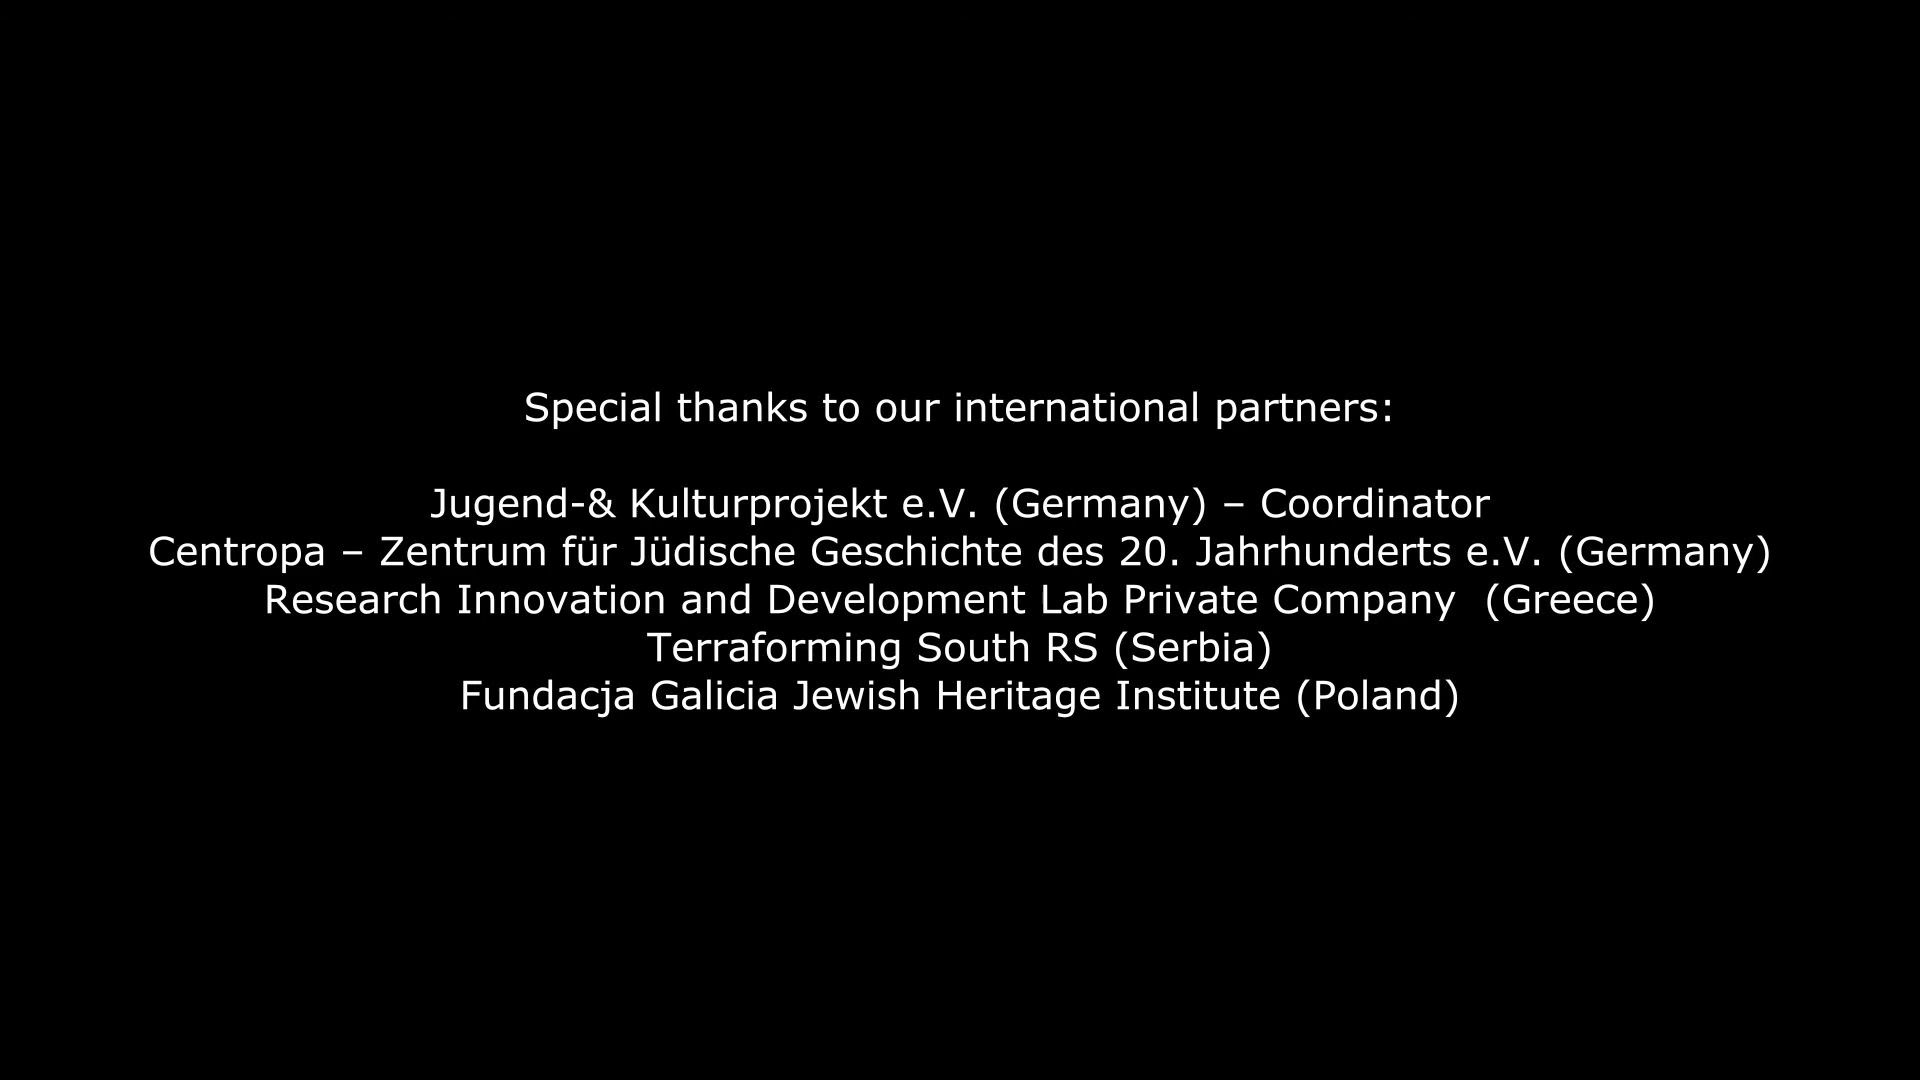 Special thanks to our international partners:
Jugend-& Kulturprojekt e.V. (Germany) – Coordinator
Centropa – Zentrum für Jüdische Geschichte des 20. Jahrhunderts e.V. (Germany)
Research Innovation and Development Lab Private Company  (Greece)
Terraforming South RS (Serbia)
Fundacja Galicia Jewish Heritage Institute (Poland)